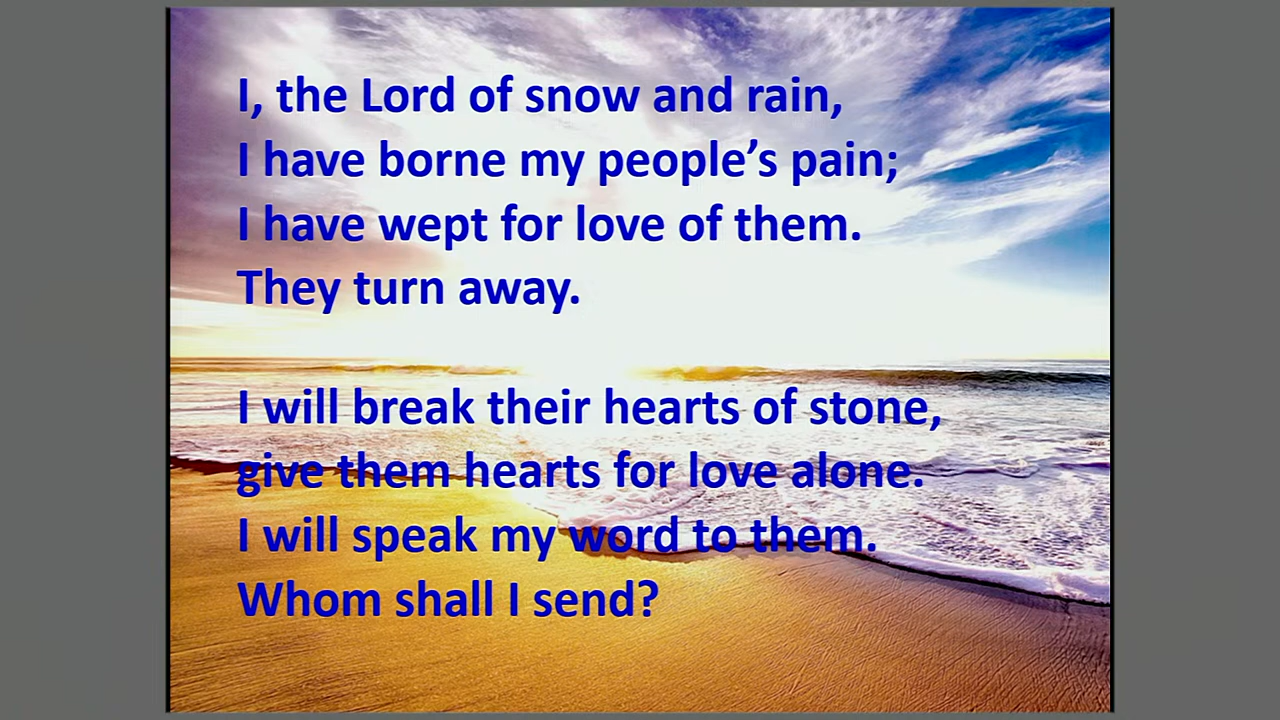 I, the Lord of snow and rain,
I have borne my people’s pain;
I have wept for love of them.
They turn away.
I will break their hearts of stone,
give them hearts for love alone.
I will speak my word to them.
Whom shall I send?